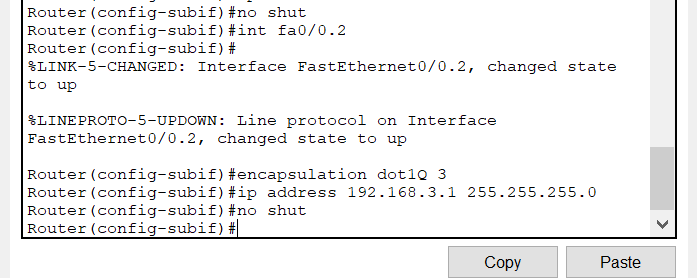 Router(config-subif)#no shut
Router(config-subif)#int fa0/0.2
Router(config-subif)#
%LINK-5-CHANGED: Interface FastEthernet0/0.2, changed state
to up
%LINEPROTO-5-UPDOWN: Line protocol on Interface
FastEthernet0/0.2, changed state to up
Router(config-subif)#encapsulation dot1Q 3
Router(config-subif)#ip address 192.168.3.1 255.255.255.0
Router(config-subif)#no shut
Router(config-subif)#
Copy
Paste